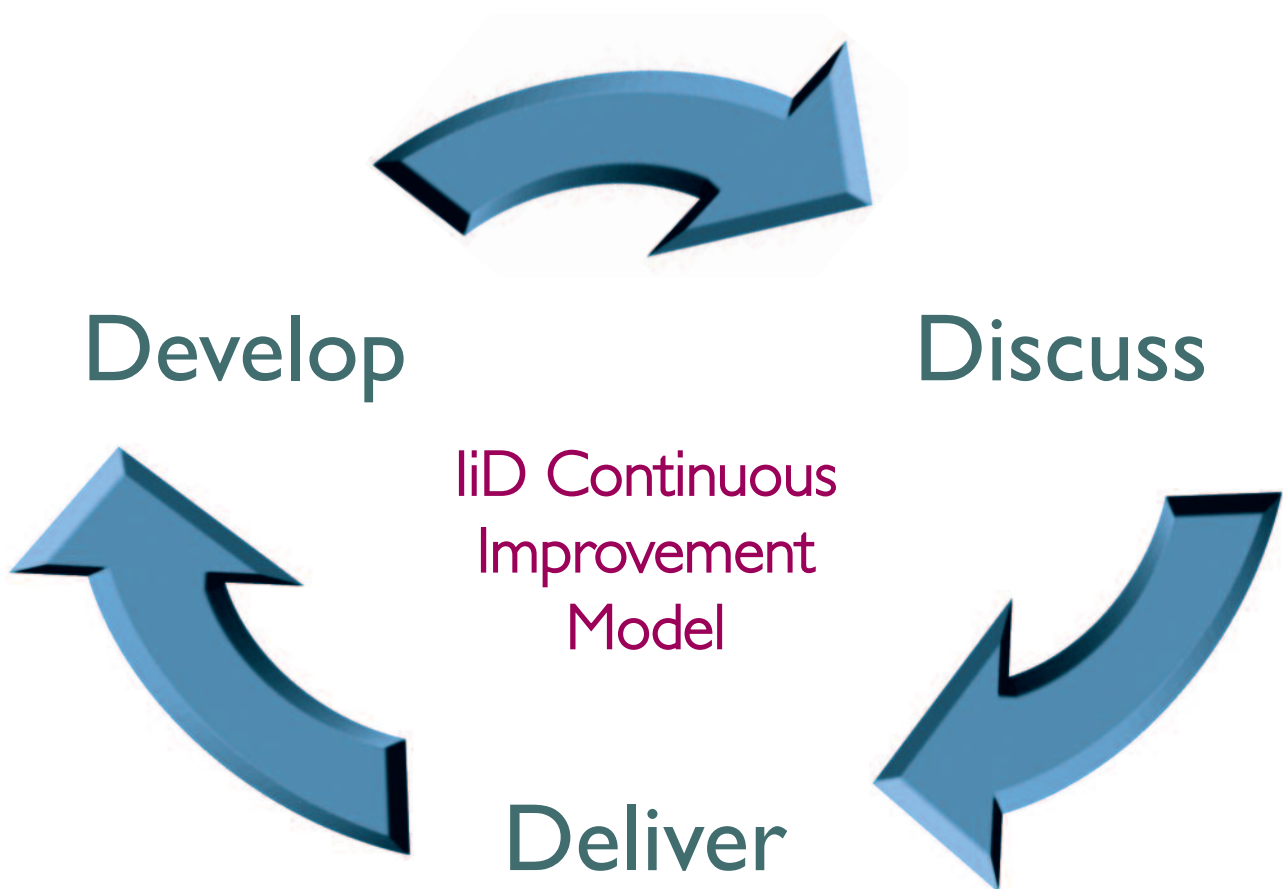 Develop
Discuss
IiD Continuous
Improvement
Model
Deliver